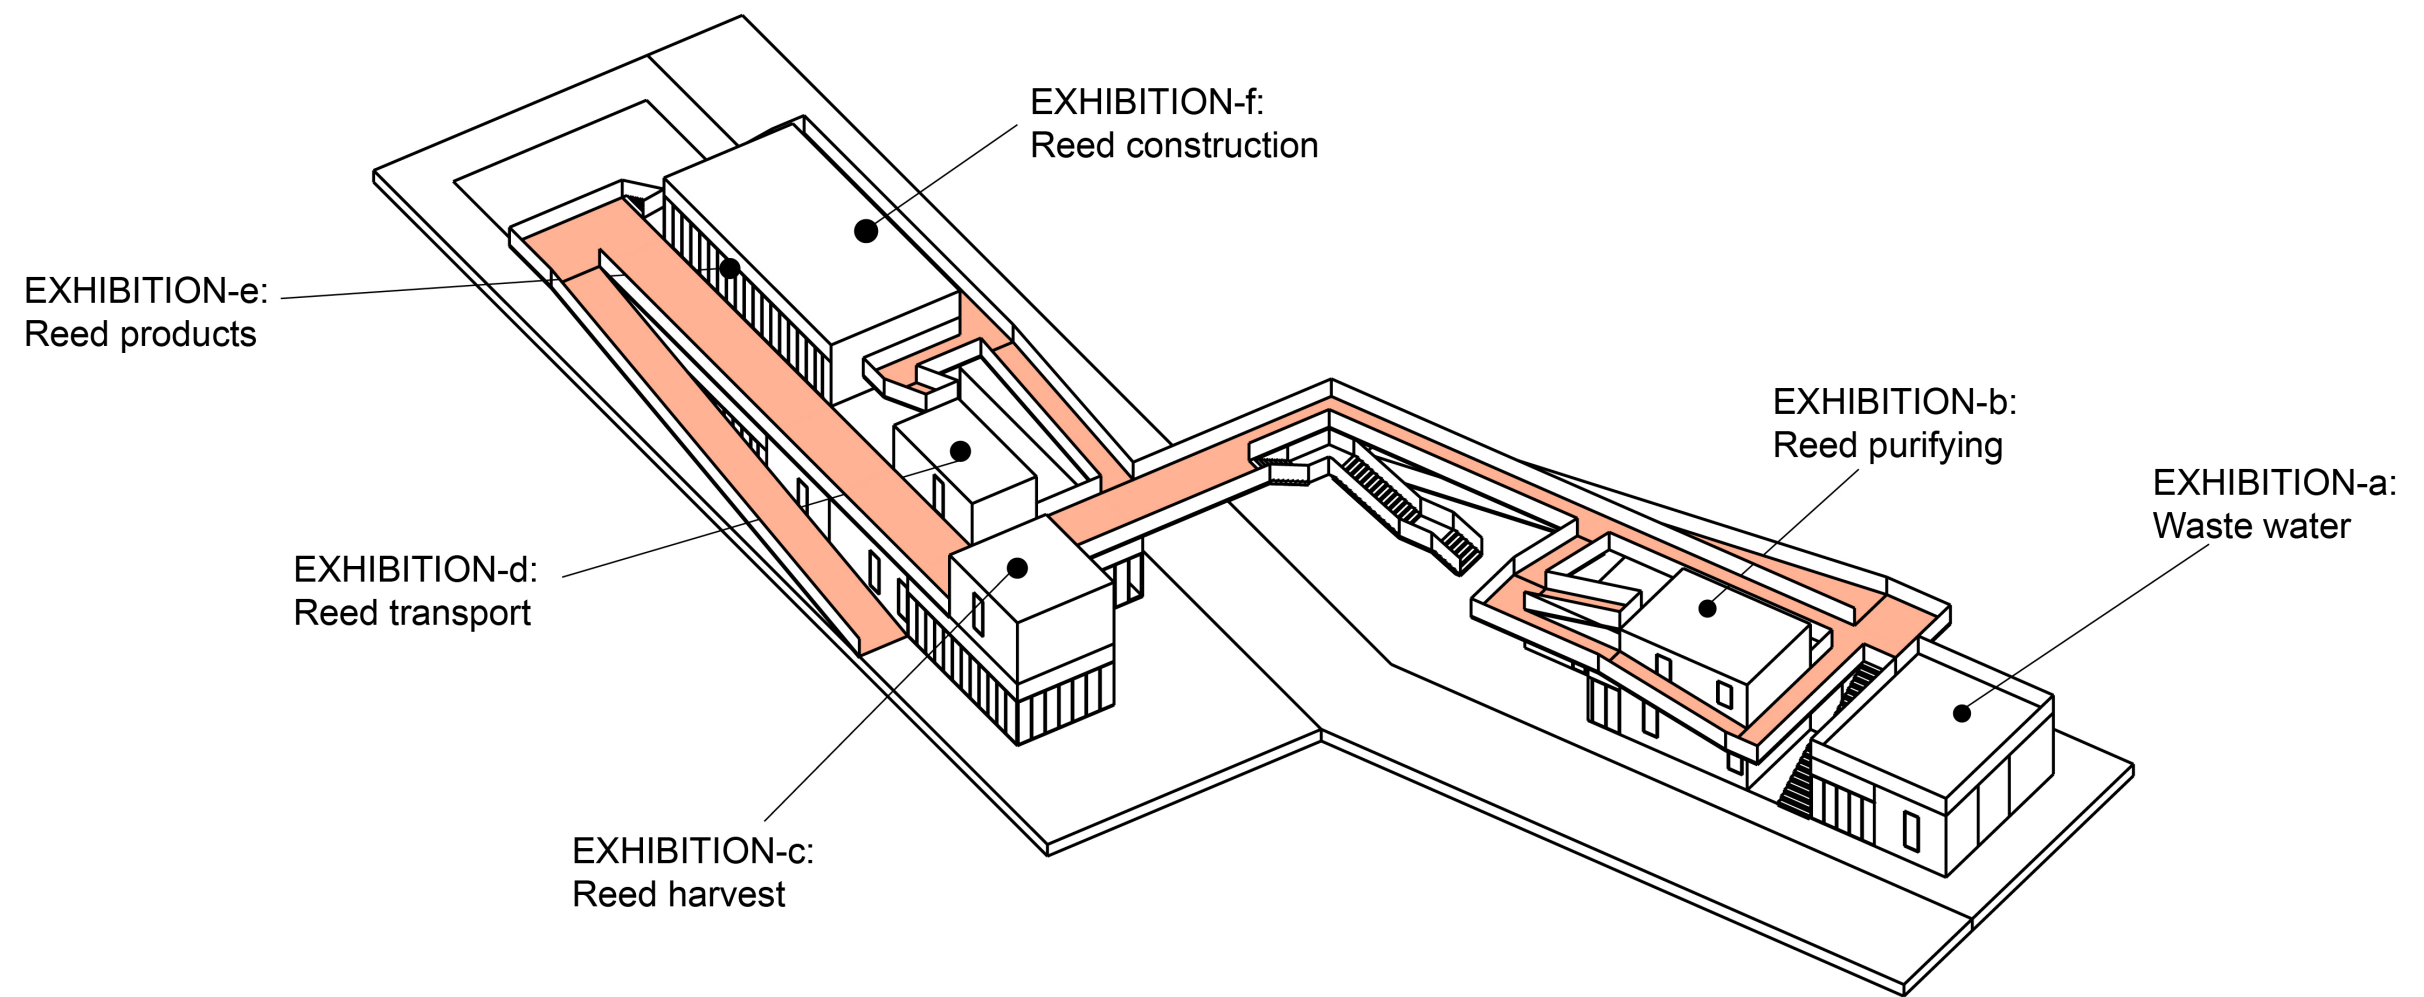 EXHIBITION-f:
Reed construction
EXHIBITION-e:
Reed products
EXHIBITION-b:
Reed purifying
EXHIBITION-a:
Waste water
EXHIBITION-d:
Reed transport
EXHIBITION-c:
Reed harvest